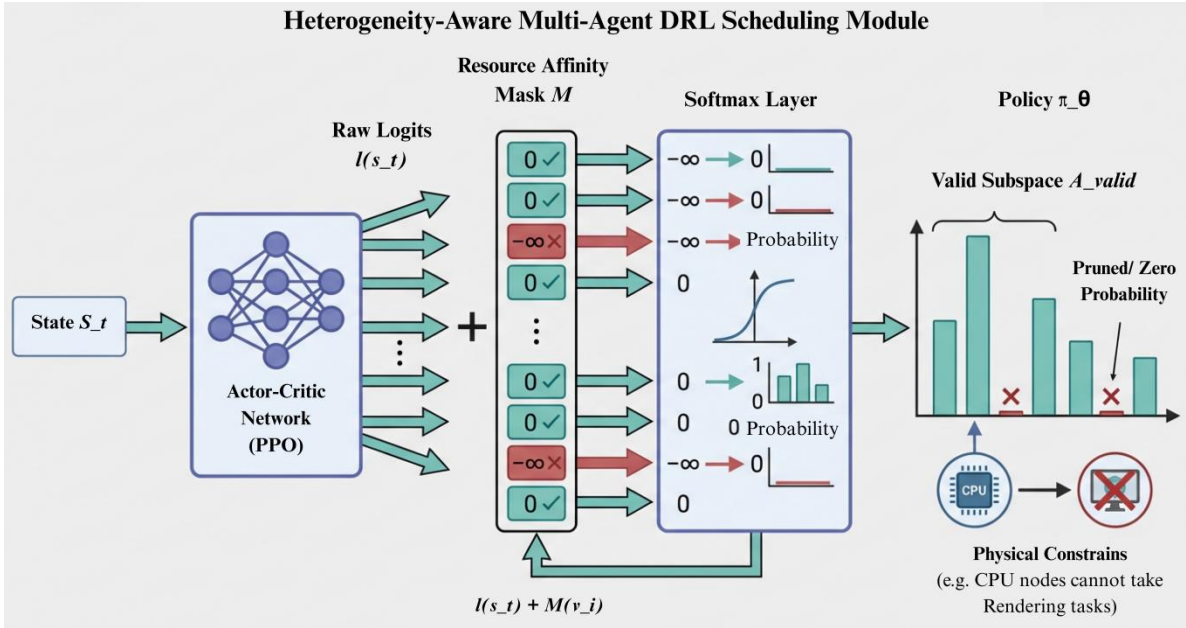 Heterogeneity-Aware Multi-Agent DRL Scheduling Module
State S_t
Actor-Critic
Network
(PPO)
Raw Logits
l(s_t)
+
Resource Affinity
Mask M
0 ✓
0 ✓
-∞ ×
0 ✓
⋮
0 ✓
0 ✓
-∞ ×
0 ✓
l(s_t) + M(v_i)
Softmax Layer
-∞ → 0
-∞ → 0
-∞ → Probability
0
0 → 1
0
0 0 Probability
-∞ → 0
0
Policy π_θ
Valid Subspace A_valid
Pruned/ Zero
Probability
CPU
Physical Constrains
(e.g. CPU nodes cannot take
Rendering tasks)